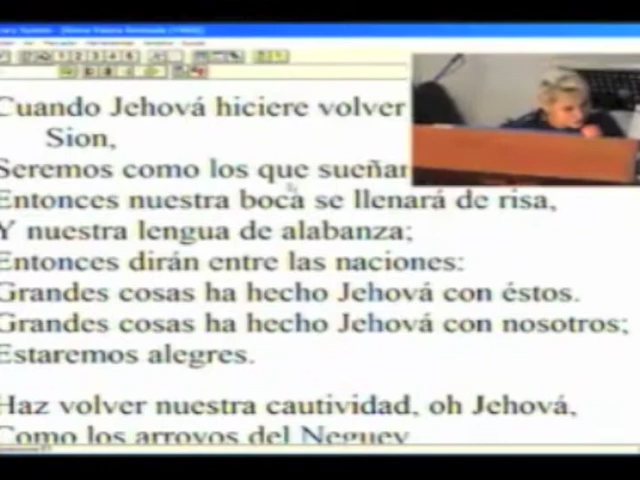 Cuando Jehová hiciere volver
Sion,
Seremos como los que sueñan
Entonces nuestra boca se llenará de risa,
Y nuestra lengua de alabanza;
Entonces dirán entre las naciones:
Grandes cosas ha hecho Jehová con éstos.
Grandes cosas ha hecho Jehová con nosotros;
Estaremos alegres.
Haz volver nuestra cautividad, oh Jehová,
Como los arroyos del Neguev